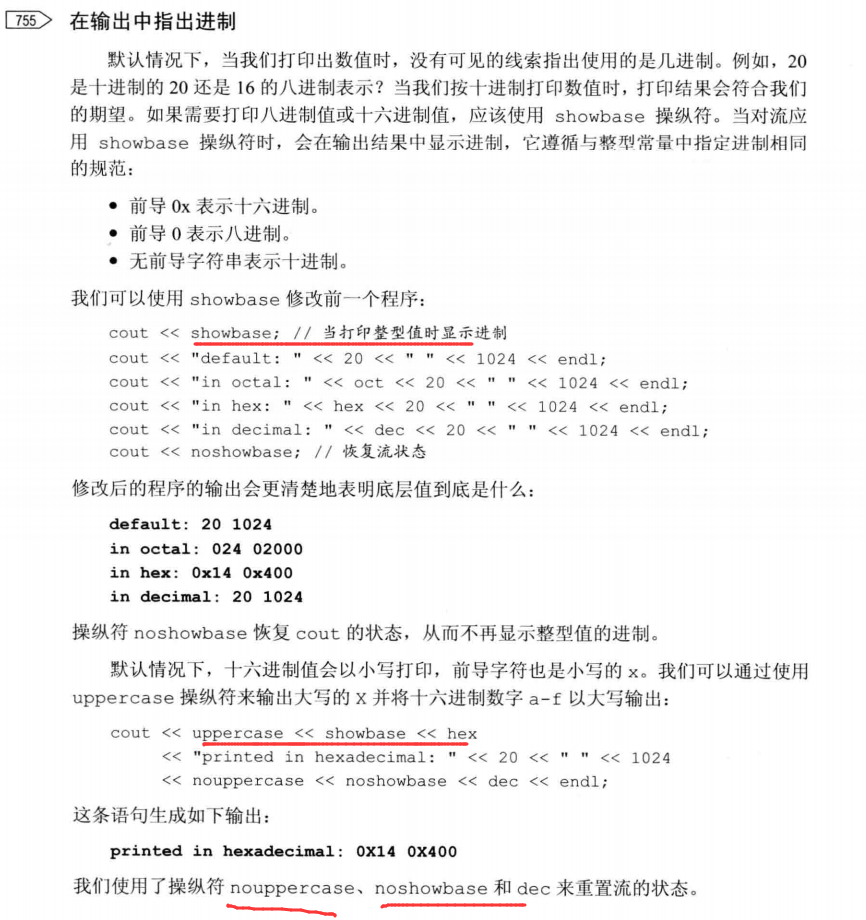 755 在输出中指出进制
默认情况下，当我们打印出数值时，没有可见的线索指出使用的是几进制。例如，20
是十进制的 20 还是 16 的八进制表示？当我们按十进制打印数值时，打印结果会符合我们
的期望。如果需要打印八进制值或十六进制值，应该使用 showbase 操纵符。当对流应
用 showbase 操纵符时，会在输出结果中显示进制，它遵循与整型常量中指定进制相同
的规范：
• 前导 0x 表示十六进制。
• 前导 0 表示八进制。
• 无前导字符串表示十进制。
我们可以使用 showbase 修改前一个程序：
cout << showbase; // 当打印整型值时显示进制
cout << "default: " << 20 << " " << 1024 << endl;
cout << "in octal: " << oct << 20 << " " << 1024 << endl;
cout << "in hex: " << hex << 20 << " " << 1024 << endl;
cout << "in decimal: " << dec << 20 << " " << 1024 << endl;
cout << noshowbase; // 恢复流状态
修改后的程序的输出会更清楚地表明底层值到底是什么：
default: 20 1024
in octal: 024 02000
in hex: 0x14 0x400
in decimal: 20 1024
操纵符 noshowbase 恢复 cout 的状态，从而不再显示整型值的进制。
默认情况下，十六进制值会以小写打印，前导字符也是小写的 x。我们可以通过使用
uppercase 操纵符来输出大写的 X 并将十六进制数字 a-f 以大写输出：
cout << uppercase << showbase << hex
<< "printed in hexadecimal: " << 20 << " " << 1024
<< nouppercase << noshowbase << dec << endl;
这条语句生成如下输出：
printed in hexadecimal: 0X14 0X400
我们使用了操纵符 nouppercase、noshowbase 和 dec 来重置流的状态。